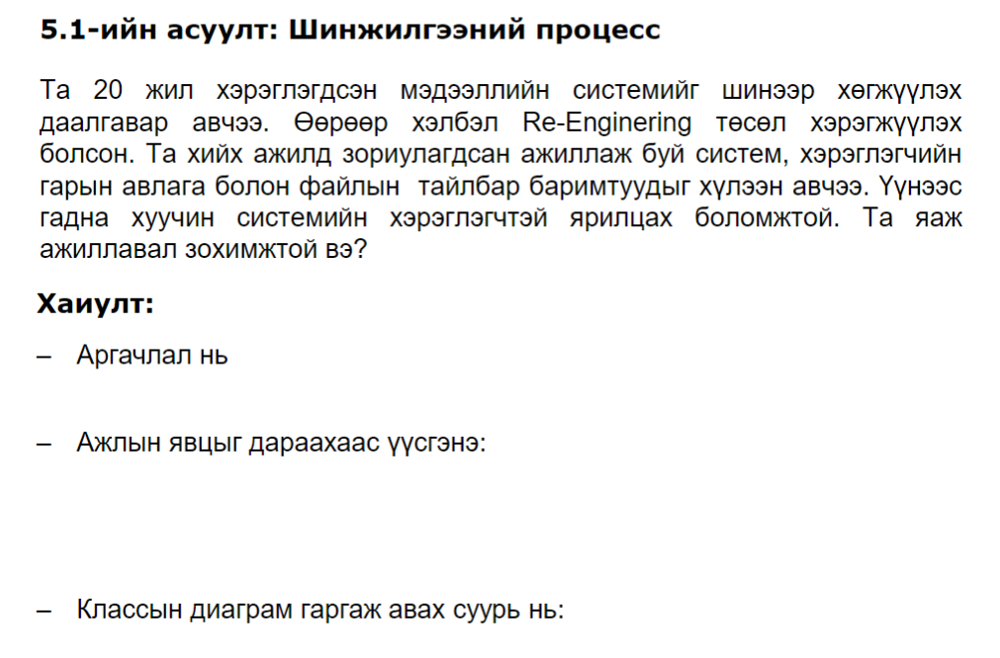 5.1-ийн асуулт: Шинжилгээний процесс
Та 20 жил хэрэглэгдсэн мэдээллийн системийг шинээр хөгжүүлэх
даалгавар авчээ. Өөрөөр хэлбэл Re-Enginering төсөл хэрэгжүүлэх
болсон. Та хийх ажилд зориулагдсан ажиллаж буй систем, хэрэглэгчийн
гарын авлага болон файлын тайлбар баримтуудыг хүлээн авчээ. Үүнээс
гадна хуучин системийн хэрэглэгчтэй ярилцах боломжтой. Та яаж
ажиллавал зохимжтой вэ?
Хаиулт:
– Аргачлал нь
– Ажлын явцыг дараахаас үүсгэнэ:
– Классын диаграм гаргаж авах суурь нь: